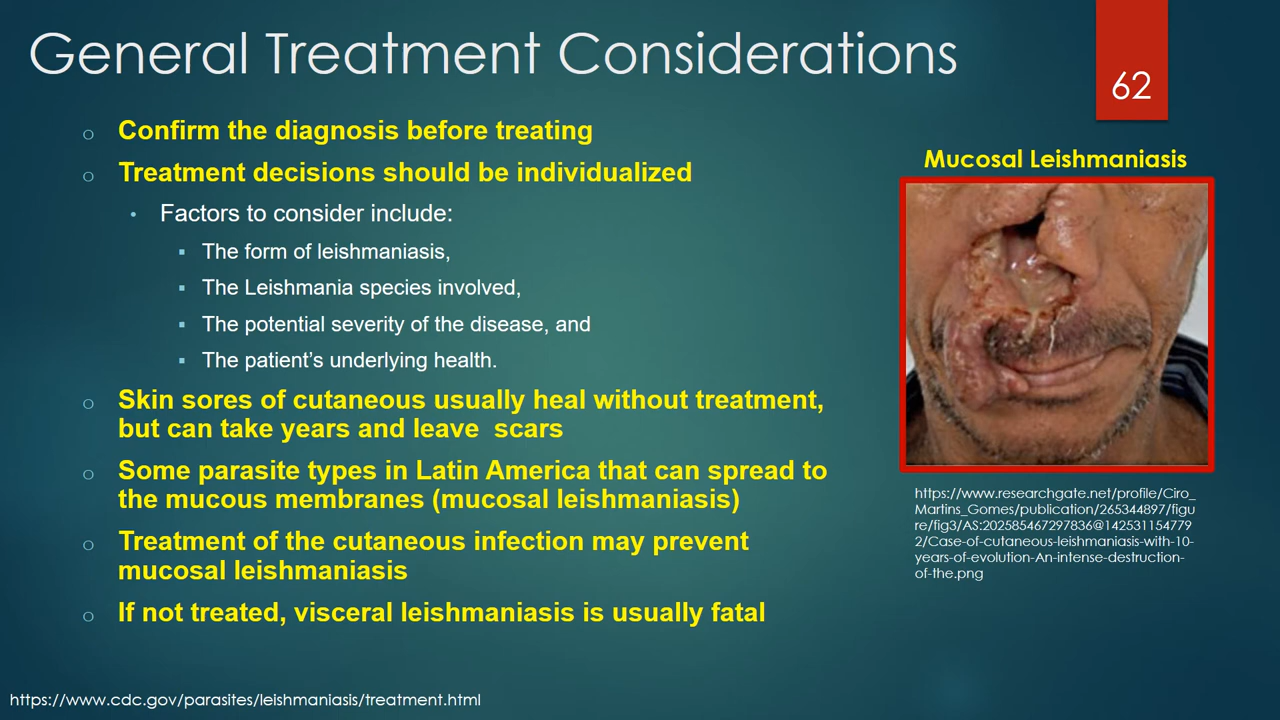 General Treatment Considerations
62
o Confirm the diagnosis before treating
o Treatment decisions should be individualized
• Factors to consider include:
▪ The form of leishmaniasis,
▪ The Leishmania species involved,
▪ The potential severity of the disease, and
▪ The patient’s underlying health.
o Skin sores of cutaneous usually heal without treatment,
but can take years and leave scars
o Some parasite types in Latin America that can spread to
the mucous membranes (mucosal leishmaniasis)
o Treatment of the cutaneous infection may prevent
mucosal leishmaniasis
o If not treated, visceral leishmaniasis is usually fatal
Mucosal Leishmaniasis
https://www.researchgate.net/profile/Ciro_
Martins_Gomes/publication/265344897/figu
re/fig3/AS:202585467297836@142531154779
2/Case-of-cutaneous-leishmaniasis-with-10-
years-of-evolution-An-intense-destruction-
of-the.png
https://www.cdc.gov/parasites/leishmaniasis/treatment.html